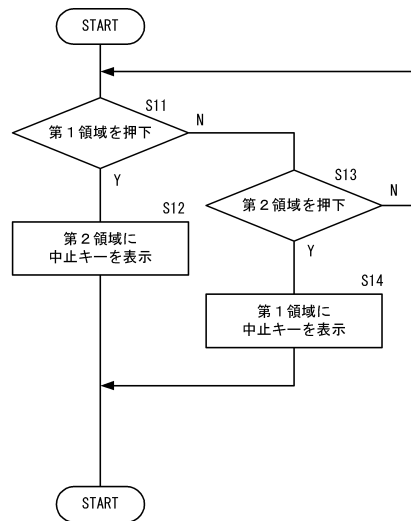 START
S11
第1領域を押下
N
Y
S13
第2領域を押下
N
Y
S12
第2領域に
中止キーを表示
S14
第1領域に
中止キーを表示
START